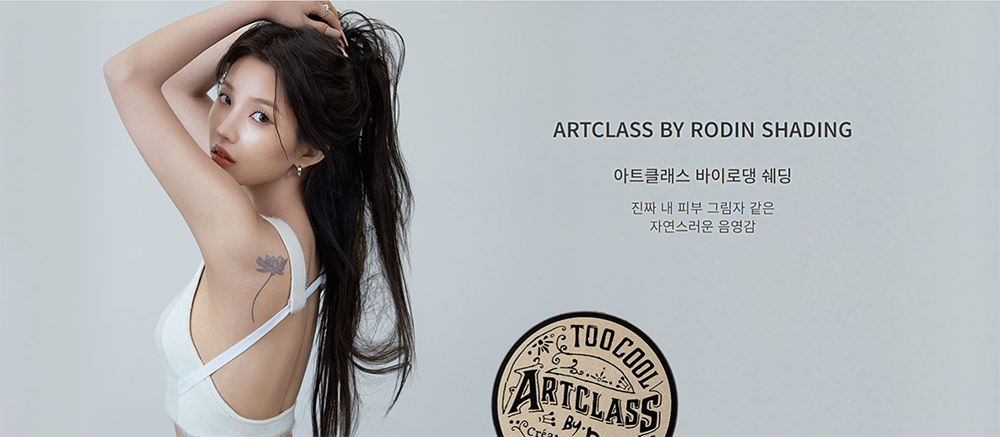 ARTCLASS BY RODIN SHADING
아트클래스 바이로댕 쉐딩
진짜 내 피부 그림자 같은
자연스러운 음영감
TOO COOL
ARTCLASS
BY